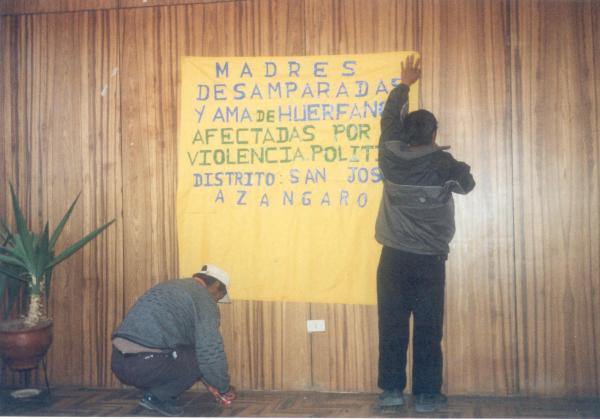 MADRES
DESAMPARADAS
Y AMA DE HUERFANO
AFECTADAS POR
VIOLENCIA POLITI
DISTRITO: SAN JOS
AZANGARO